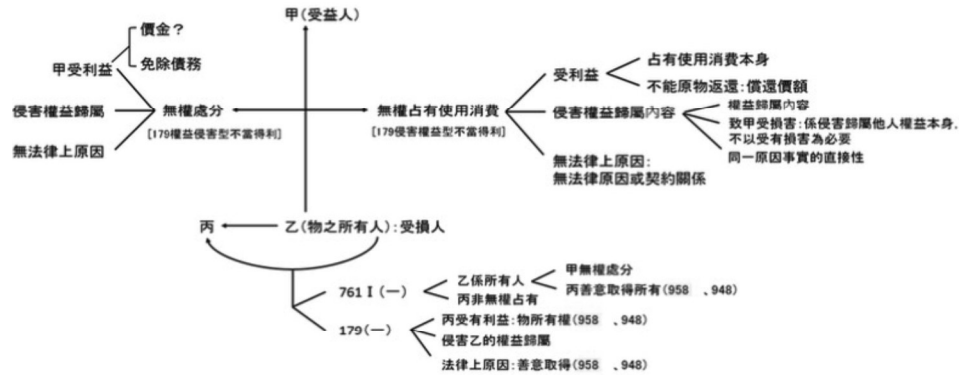 甲(受益人)
價金?
免除債務
甲受利益
侵害權益歸屬
無法律上原因
無權處分
[179權益侵害型不當得利]
無權占有使用消費
[179侵害權益型不當得利]
受利益
占有使用消費本身
不能原物返還:償還價額
侵害權益歸屬內容
權益歸屬內容
致甲受損害:係侵害歸屬他人權益本身,
不以受有損害為必要
同一原因事實的直接性
無法律上原因:
無法律原因或契約關係
丙
乙(物之所有人):受損人
761 I (一)
乙係所有人
甲無權處分
丙善意取得所有(958 、948)
丙非無權占有
179(一)
丙受有利益:物所有權(958 、948)
侵害乙的權益歸屬
法律上原因:善意取得(958 、948)